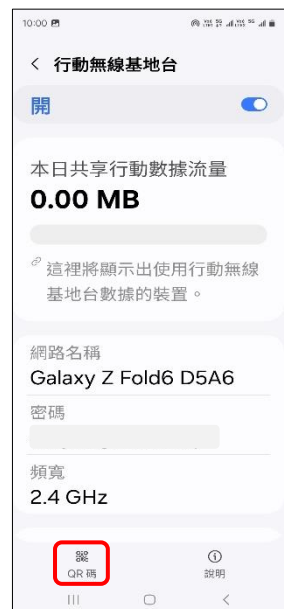 10:00
行動無線基地台
開
本日共享行動數據流量
0.00 MB
這裡將顯示出使用行動無線
基地台數據的裝置。
網路名稱
Galaxy Z Fold6 D5A6
密碼
頻寬
2.4 GHz
QR 碼
說明